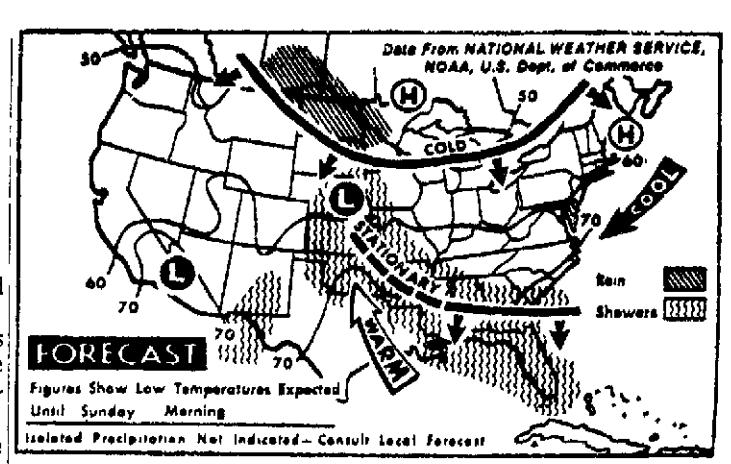 Data From NATIONAL WEATHER SERVICE,
NOAA, U.S. Dept. of Commerce
50
H
50
COLD
H
60
COOL
L
70
STATIONARY
60
L
70
Rain
Showers
WARM
70
70
FORECAST
Figures Show Low Temperatures Expected
Until Sunday Morning
Isolated Precipitation Not Indicated – Consult Local Forecast